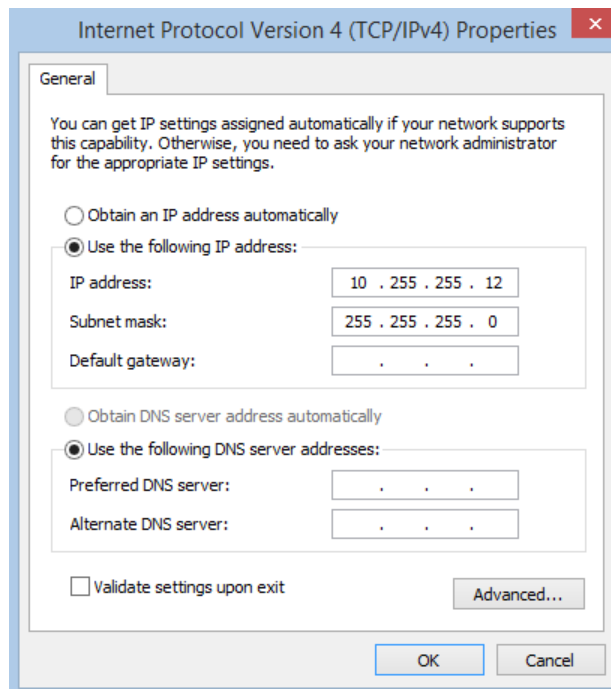 Internet Protocol Version 4 (TCP/IPv4) Properties
General
You can get IP settings assigned automatically if your network supports
this capability. Otherwise, you need to ask your network administrator
for the appropriate IP settings.
Obtain an IP address automatically
Use the following IP address:
IP address: 10 . 255 . 255 . 12
Subnet mask: 255 . 255 . 255 . 0
Default gateway: . . .
Obtain DNS server address automatically
Use the following DNS server addresses:
Preferred DNS server: . . .
Alternate DNS server: . . .
Validate settings upon exit
Advanced...
OK Cancel